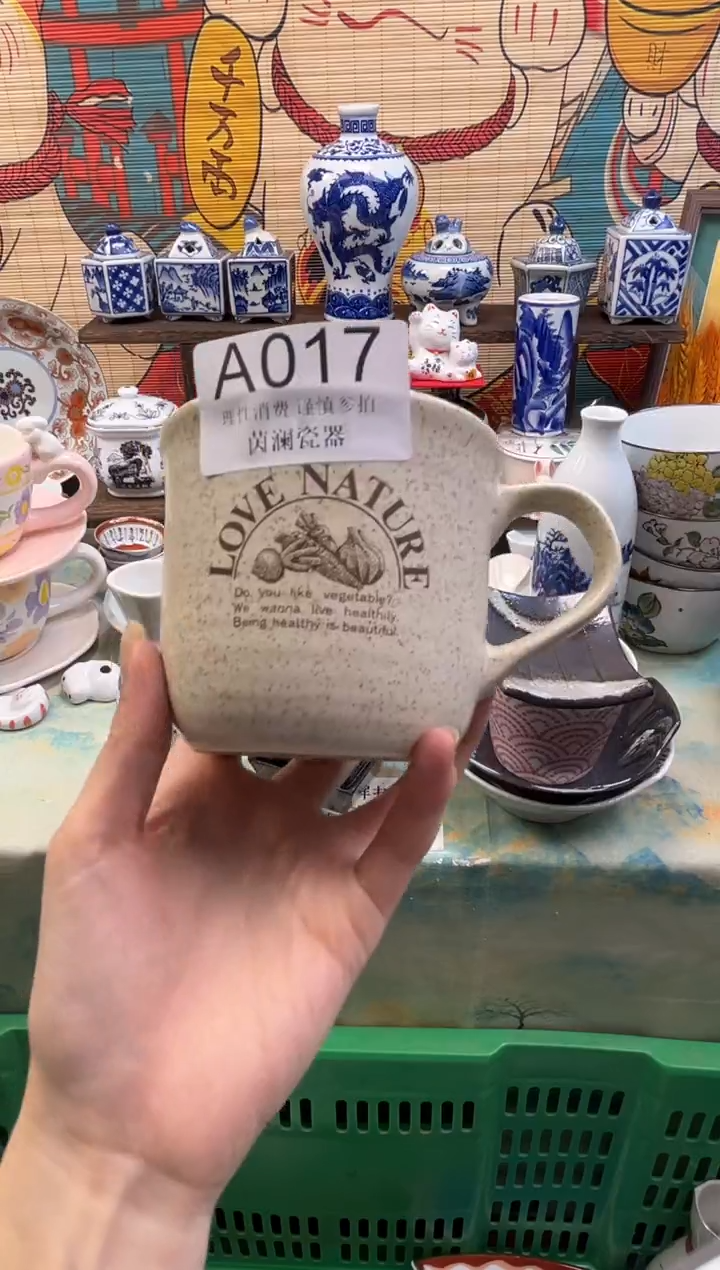 A017
理性消费 谨慎参拍
茵澜瓷器
LOVE NATURE
Do you like vegetable?
We wanna live healthily.
Being healthy is beautiful.